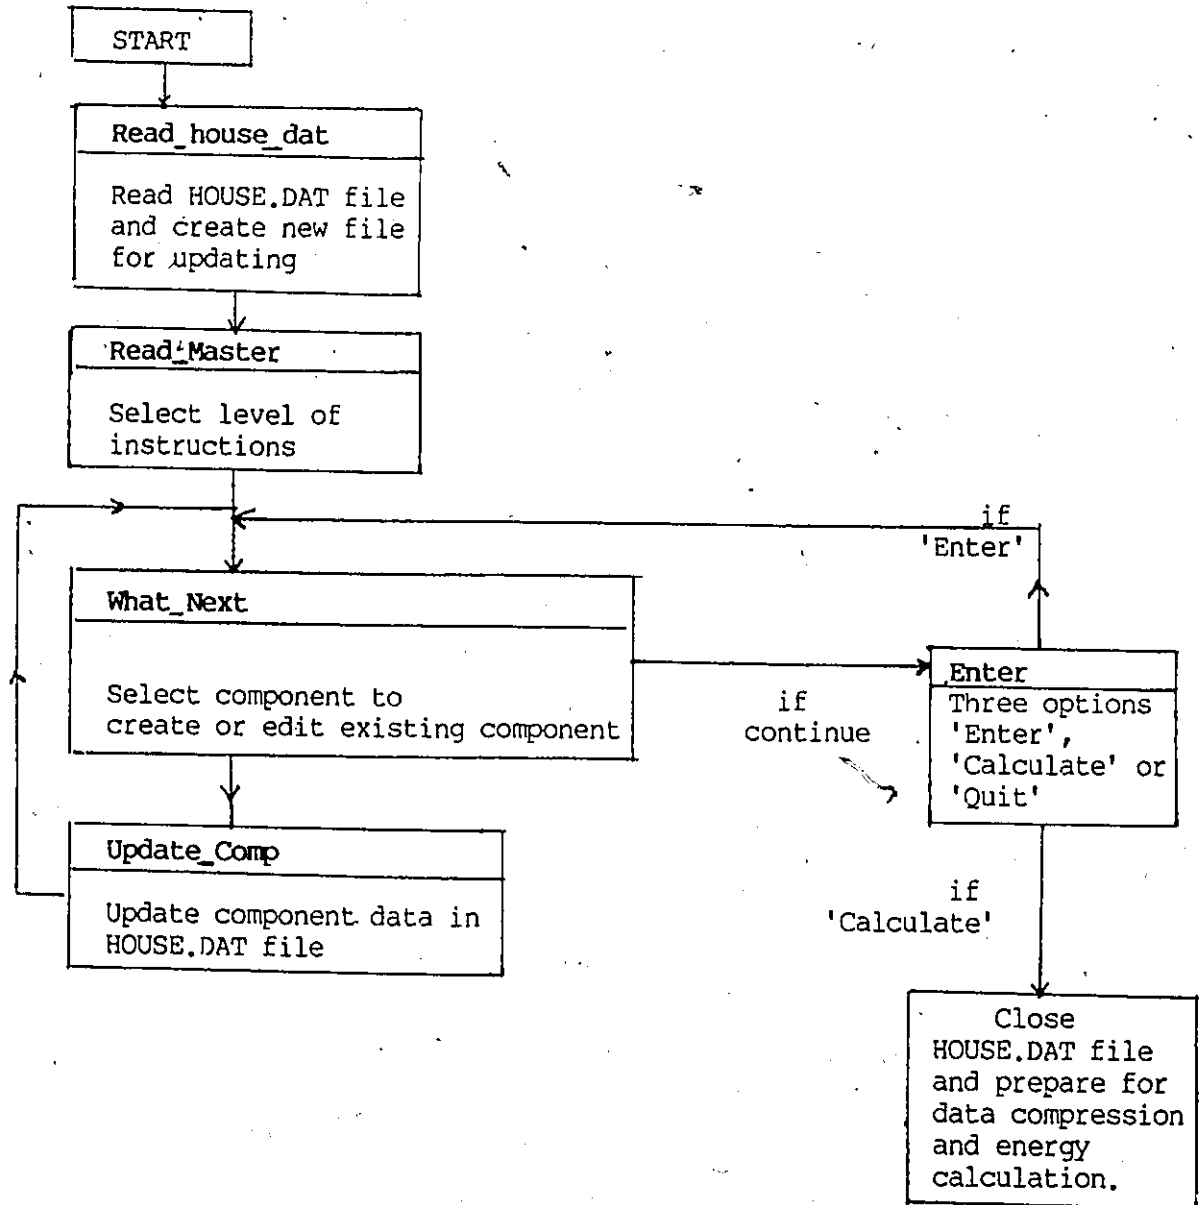 START
Read_house_dat
Read HOUSE.DAT file
and create new file
for updating
Read_Master
Select level of
instructions
if
'Enter'
What_Next
Select component to
create or edit existing component
if
continue
Enter
Three options
'Enter',
'Calculate' or
'Quit'
Update_Comp
Update component data in
HOUSE.DAT file
if
'Calculate'
Close
HOUSE.DAT file
and prepare for
data compression
and energy
calculation.